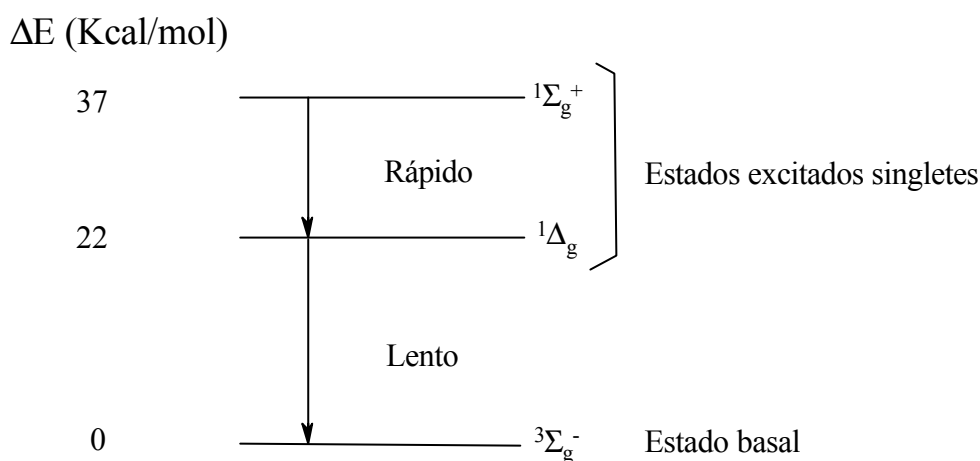 ΔE (Kcal/mol)
37 ¹Σg⁺
Rápido Estados excitados singletes
22 ¹Δg
Lento
0 ³Σg⁻ Estado basal